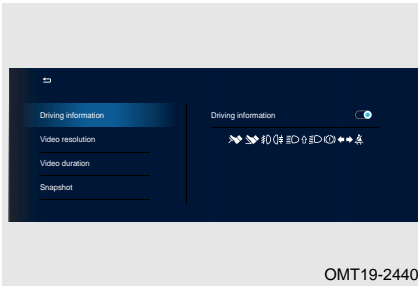 Driving information
Driving information
Video resolution
Video duration
Snapshot
OMT19-2440